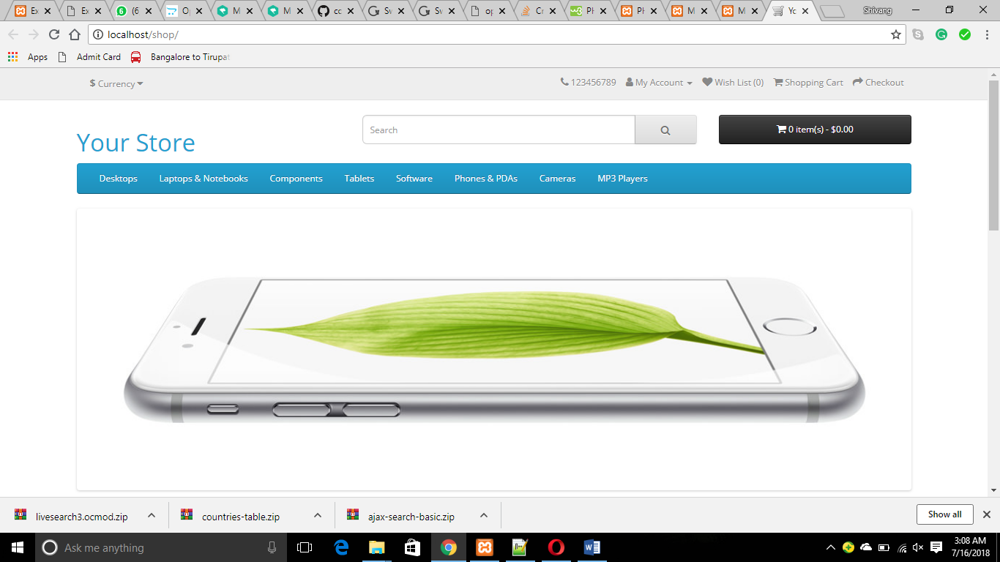 Ex
Ex
(6
O
M
M
cc
Sv
Sv
op
Cr
Ph
Ph
M
M
Yc
Shivang
localhost/shop/
Apps
Admit Card
Bangalore to Tirupat
$ Currency
123456789
My Account
Wish List (0)
Shopping Cart
Checkout
Your Store
Search
0 item(s) - $0.00
Desktops
Laptops & Notebooks
Components
Tablets
Software
Phones & PDAs
Cameras
MP3 Players
livesearch3.ocmod.zip
countries-table.zip
ajax-search-basic.zip
Show all
Ask me anything
3:08 AM
7/16/2018